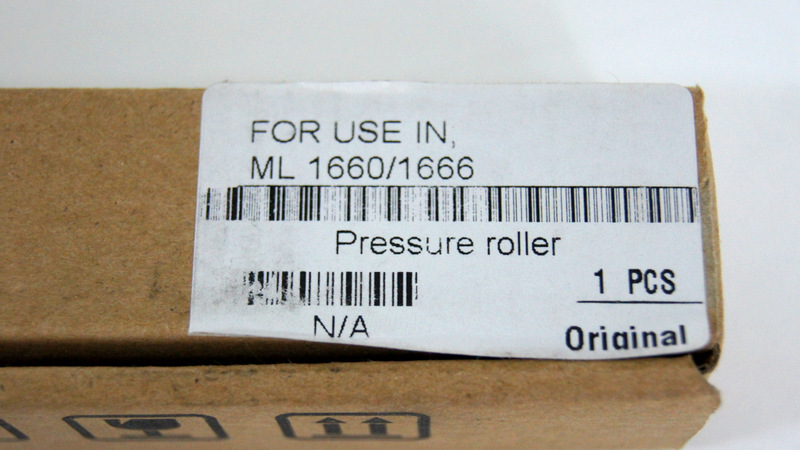 FOR USE IN,
ML 1660/1666
Pressure roller
1 PCS
N/A
Original